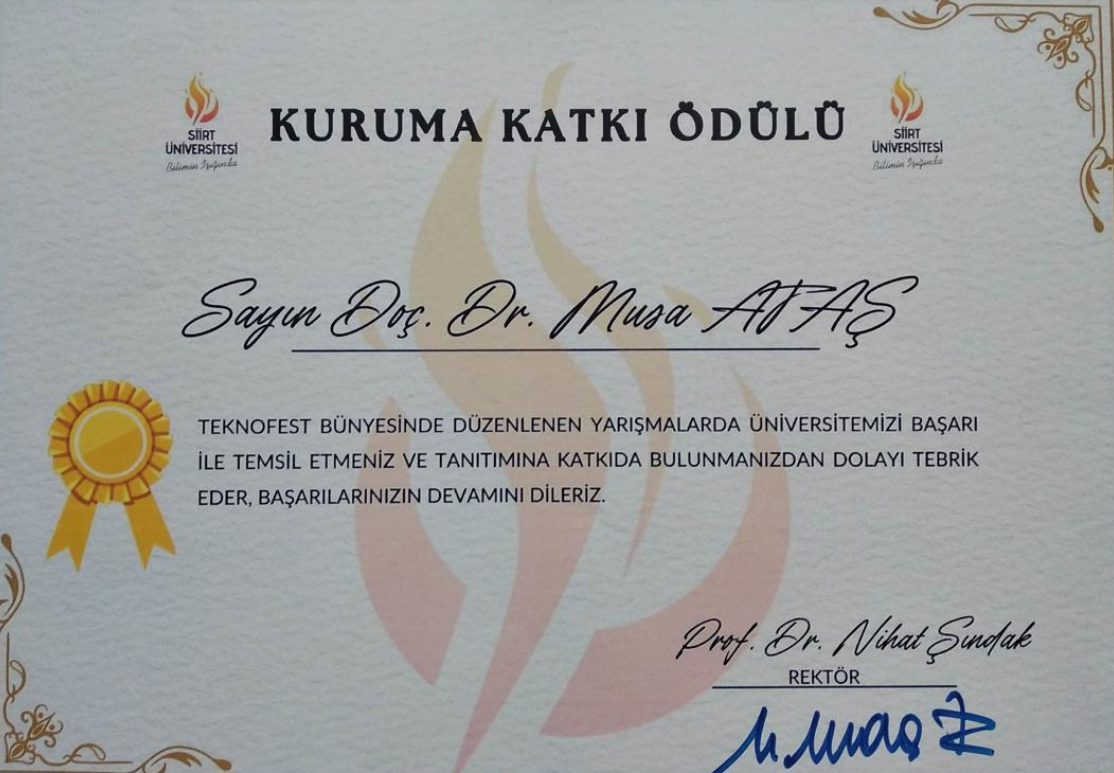 KURUMA KATKI ÖDÜLÜ
SİİRT
ÜNİVERSİTESİ
Bilimin Işığında
SİİRT
ÜNİVERSİTESİ
Bilimin Işığında
Sayın Doç. Dr. Musa ATAŞ
TEKNOFEST BÜNYESİNDE DÜZENLENEN YARIŞMALARDA ÜNİVERSİTEMİZİ BAŞARI
İLE TEMSİL ETMENİZ VE TANITIMINA KATKIDA BULUNMANIZDAN DOLAYI TEBRİK
EDER, BAŞARILARINIZIN DEVAMINI DİLERİZ.
Prof. Dr. Nihat Şındak
REKTÖR